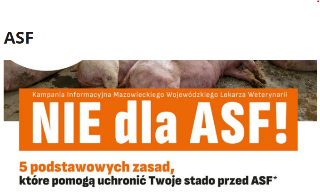 ASF
Kampania Informacyjna Mazowieckiego Wojewódzkiego Lekarza Weterynarii
NIE dla ASF!
5 podstawowych zasad,
które pomogą uchronić Twoje stado przed ASF*